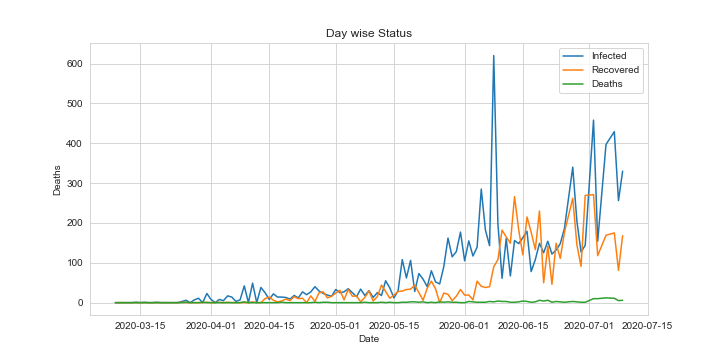 Day wise Status
Infected
Recovered
Deaths
600
500
400
300
200
100
0
Deaths
2020-03-15
2020-04-01
2020-04-15
2020-05-01
2020-05-15
2020-06-01
2020-06-15
2020-07-01
2020-07-15
Date